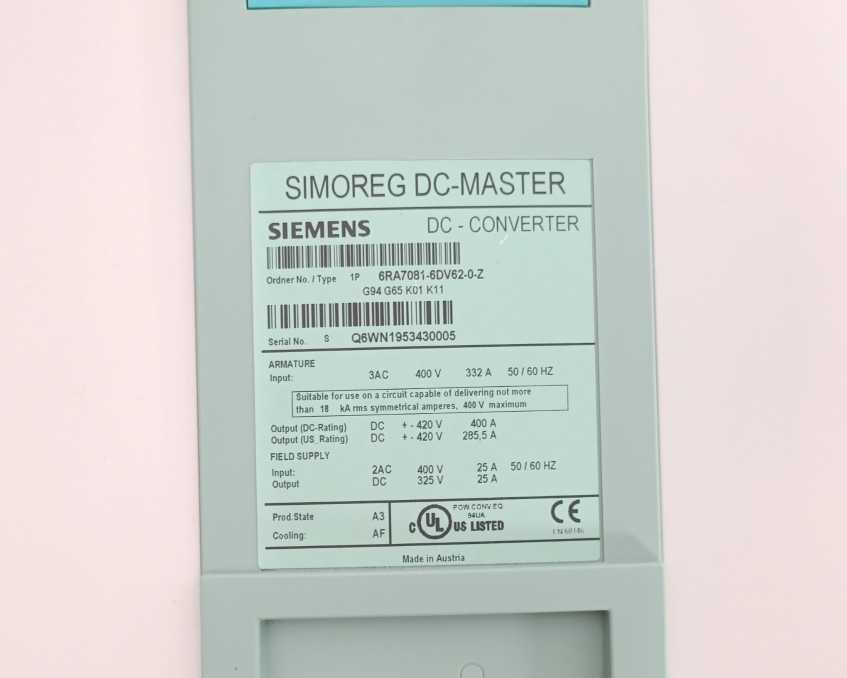 SIMOREG DC-MASTER
SIEMENS DC - CONVERTER
Ordner No. / Type 1P 6RA7081-6DV62-0-Z
G94 G65 K01 K11
Serial No. S Q6WN1953430005
ARMATURE
Input: 3AC 400 V 332 A 50 / 60 HZ
Suitable for use on a circuit capable of delivering not more
than 18 kA rms symmetrical amperes, 400 V maximum
Output (DC-Rating) DC + - 420 V 400 A
Output (US_Rating) DC + - 420 V 285,5 A
FIELD SUPPLY
Input: 2AC 400 V 25 A 50 / 60 HZ
Output DC 325 V 25 A
Prod.State A3
Cooling: AF
POW.CONV.EQ.
94UA
C UL US LISTED
CE
EN 60146
Made in Austria